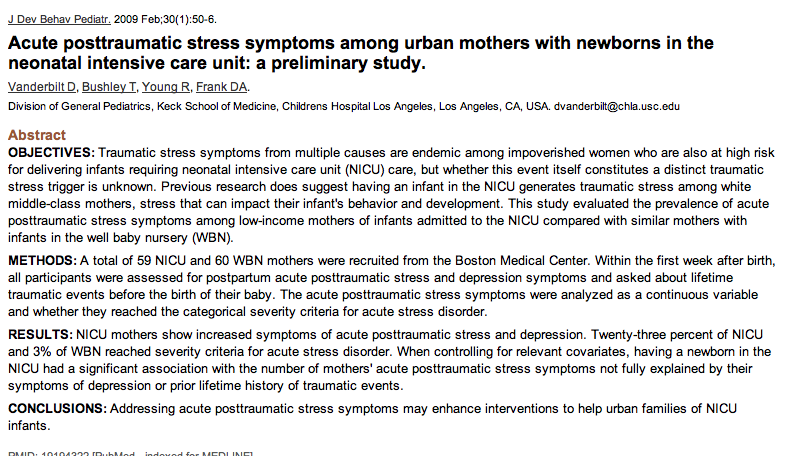 J Dev Behav Pediatr. 2009 Feb;30(1):50-6.
Acute posttraumatic stress symptoms among urban mothers with newborns in the
neonatal intensive care unit: a preliminary study.
Vanderbilt D, Bushley T, Young R, Frank DA.
Division of General Pediatrics, Keck School of Medicine, Childrens Hospital Los Angeles, Los Angeles, CA, USA. dvanderbilt@chla.usc.edu
Abstract
OBJECTIVES: Traumatic stress symptoms from multiple causes are endemic among impoverished women who are also at high risk
for delivering infants requiring neonatal intensive care unit (NICU) care, but whether this event itself constitutes a distinct traumatic
stress trigger is unknown. Previous research does suggest having an infant in the NICU generates traumatic stress among white
middle-class mothers, stress that can impact their infant's behavior and development. This study evaluated the prevalence of acute
posttraumatic stress symptoms among low-income mothers of infants admitted to the NICU compared with similar mothers with
infants in the well baby nursery (WBN).
METHODS: A total of 59 NICU and 60 WBN mothers were recruited from the Boston Medical Center. Within the first week after birth,
all participants were assessed for postpartum acute posttraumatic stress and depression symptoms and asked about lifetime
traumatic events before the birth of their baby. The acute posttraumatic stress symptoms were analyzed as a continuous variable
and whether they reached the categorical severity criteria for acute stress disorder.
RESULTS: NICU mothers show increased symptoms of acute posttraumatic stress and depression. Twenty-three percent of NICU
and 3% of WBN reached severity criteria for acute stress disorder. When controlling for relevant covariates, having a newborn in the
NICU had a significant association with the number of mothers' acute posttraumatic stress symptoms not fully explained by their
symptoms of depression or prior lifetime history of traumatic events.
CONCLUSIONS: Addressing acute posttraumatic stress symptoms may enhance interventions to help urban families of NICU
infants.
PMID: 19194322 [PubMed - indexed for MEDLINE]